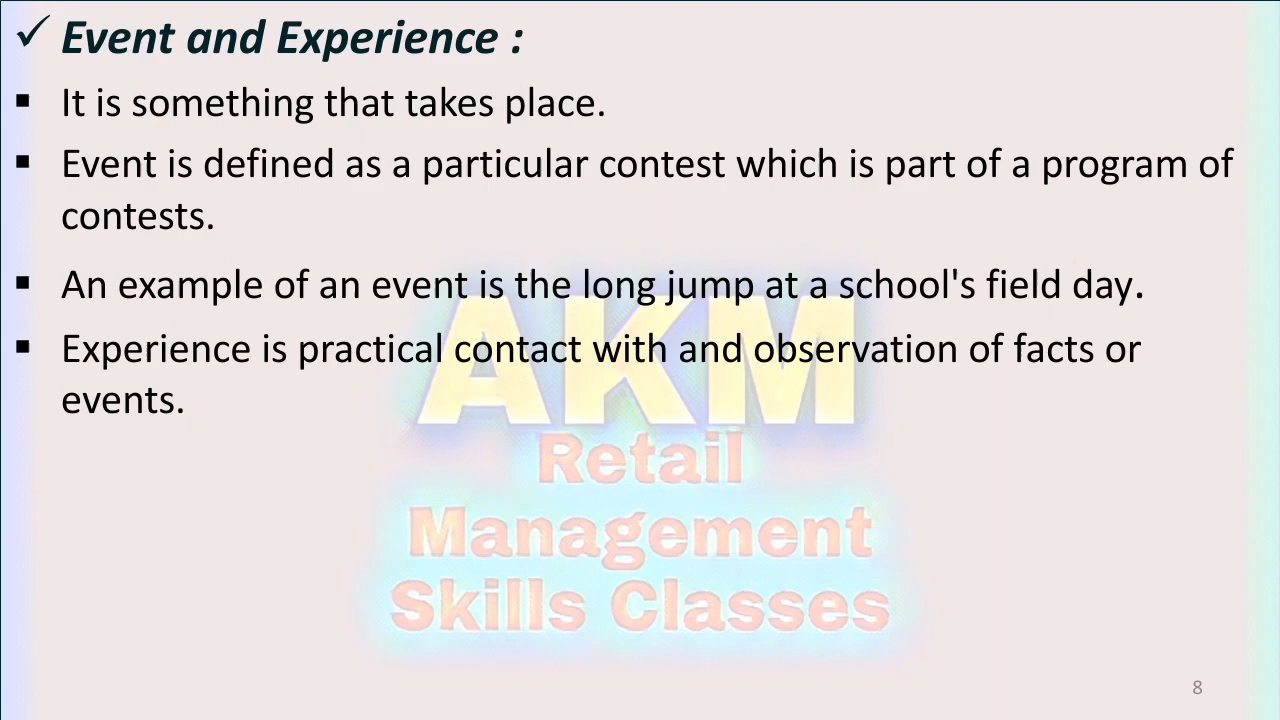 ✓ Event and Experience :
▪ It is something that takes place.
▪ Event is defined as a particular contest which is part of a program of
contests.
▪ An example of an event is the long jump at a school's field day.
▪ Experience is practical contact with and observation of facts or
events.
AKM
Retail
Management
Skills Classes
8